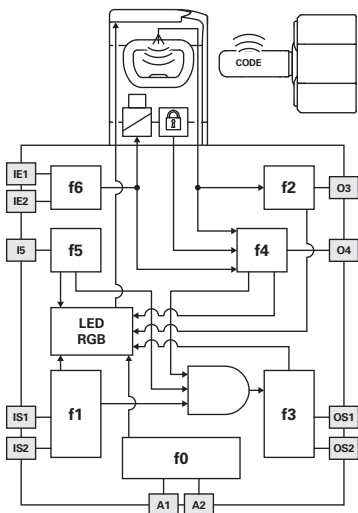 CODE
IE1
f6
f2
O3
IE2
I5
f5
f4
O4
LED
RGB
IS1
f1
f3
OS1
IS2
OS2
f0
A1
A2